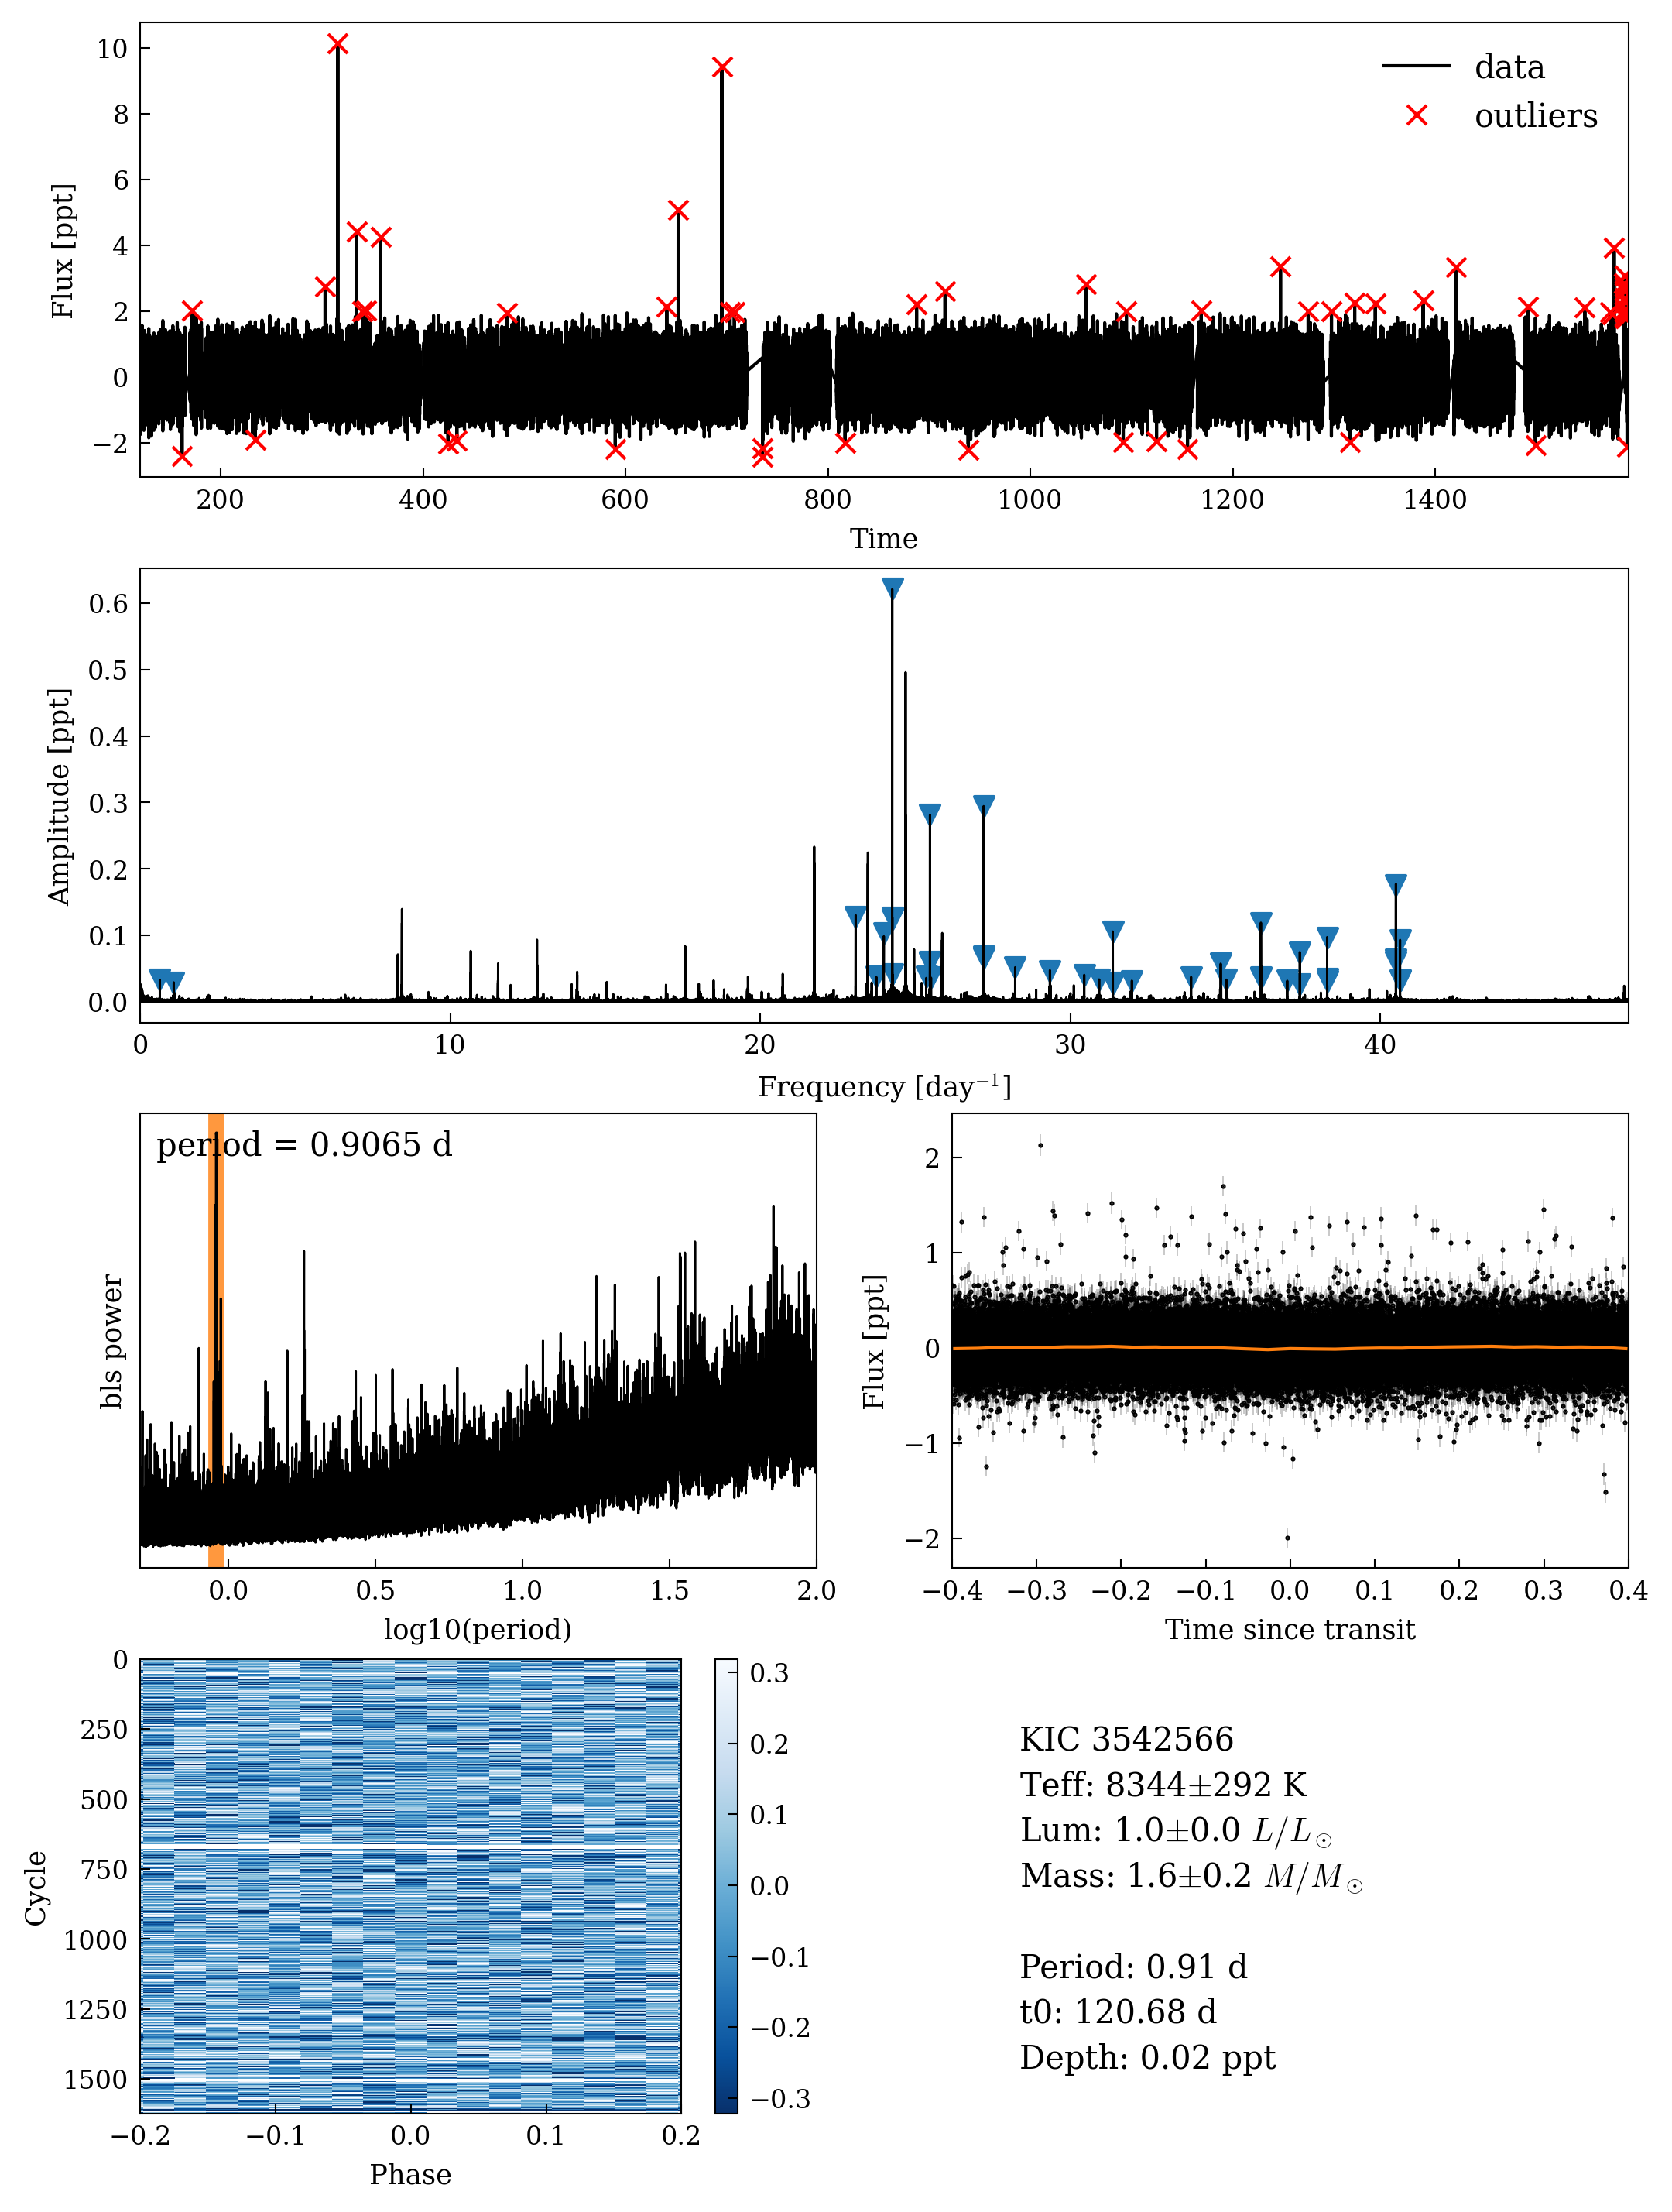 10
8
6
4
2
0
−2
Flux [ppt]
data
outliers
200 400 600 800 1000 1200 1400
Time
0.6
0.5
0.4
0.3
0.2
0.1
0.0
Amplitude [ppt]
0 10 20 30 40
Frequency [day⁻¹]
period = 0.9065 d
bls power
0.0 0.5 1.0 1.5 2.0
log10(period)
2
1
0
−1
−2
Flux [ppt]
−0.4 −0.3 −0.2 −0.1 0.0 0.1 0.2 0.3 0.4
Time since transit
0
250
500
750
1000
1250
1500
Cycle
−0.2 −0.1 0.0 0.1 0.2
Phase
0.3
0.2
0.1
0.0
−0.1
−0.2
−0.3
KIC 3542566
Teff: 8344±292 K
Lum: 1.0±0.0 L/L⊙
Mass: 1.6±0.2 M/M⊙
Period: 0.91 d
t0: 120.68 d
Depth: 0.02 ppt